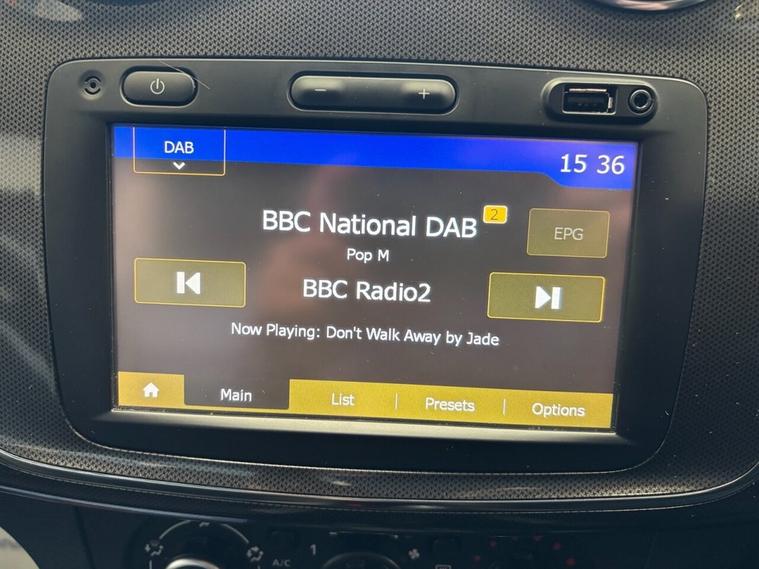 DAB
15 36
BBC National DAB
2
EPG
Pop M
BBC Radio2
Now Playing: Don't Walk Away by Jade
Main
List
Presets
Options
A/C
1